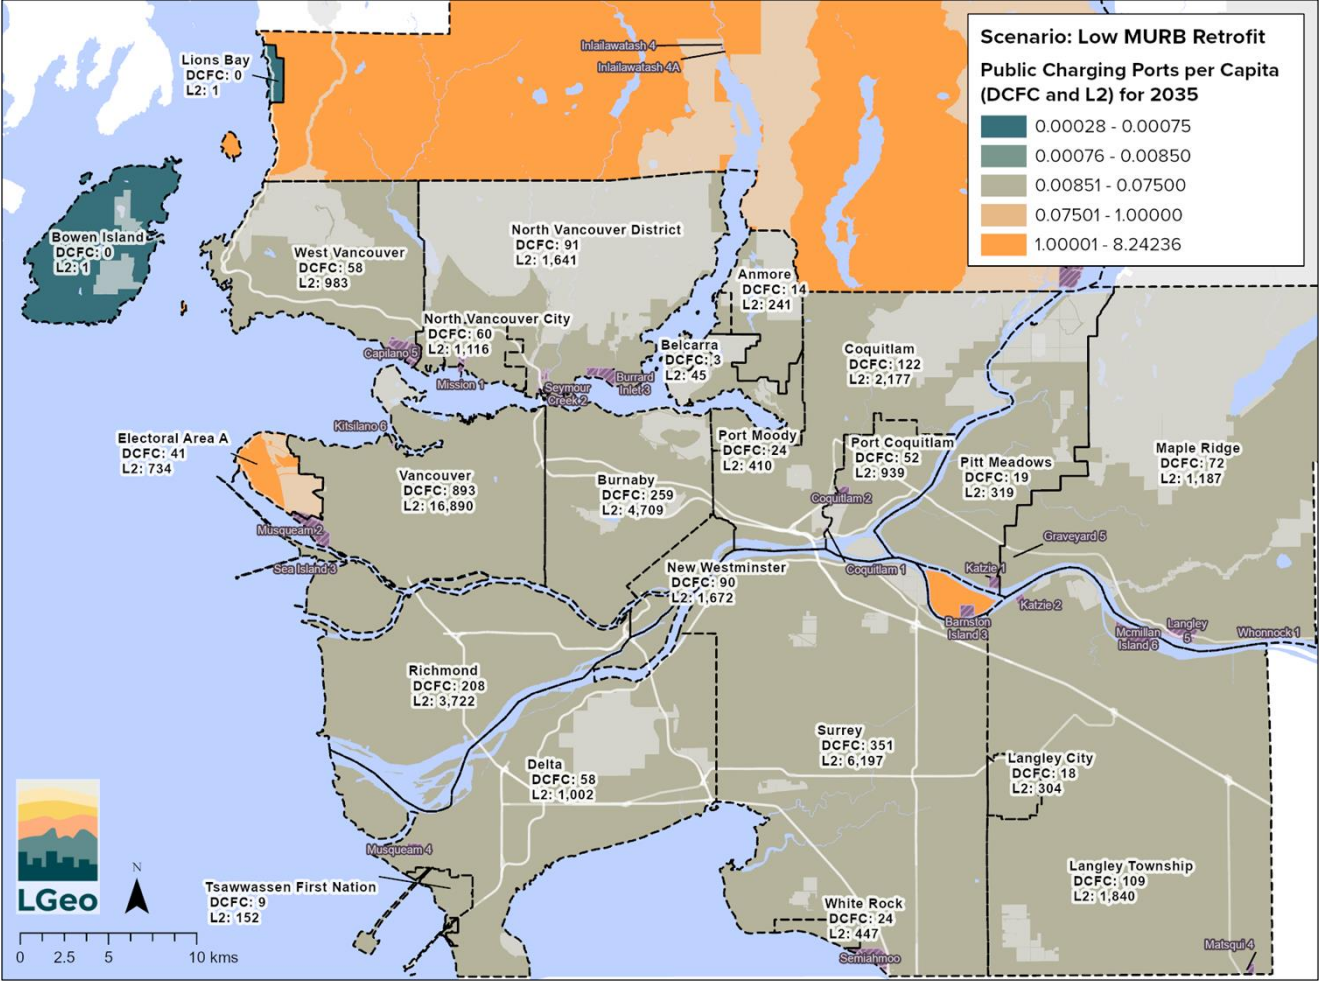 Scenario: Low MURB Retrofit
Public Charging Ports per Capita
(DCFC and L2) for 2035
0.00028 - 0.00075
0.00076 - 0.00850
0.00851 - 0.07500
0.07501 - 1.00000
1.00001 - 8.24236
Inlailawatash 4
Inlailawatash 4A
Lions Bay
DCFC: 0
L2: 1
Bowen Island
DCFC: 0
L2: 1
West Vancouver
DCFC: 58
L2: 983
North Vancouver District
DCFC: 91
L2: 1,641
Anmore
DCFC: 14
L2: 241
North Vancouver City
DCFC: 60
L2: 1,116
Capilano 5
Mission 1
Seymour
Creek 2
Burrard
Inlet 3
Belcarra
DCFC: 3
L2: 45
Coquitlam
DCFC: 122
L2: 2,177
Kitsilano 6
Electoral Area A
DCFC: 41
L2: 734
Vancouver
DCFC: 893
L2: 16,890
Burnaby
DCFC: 259
L2: 4,709
Port Moody
DCFC: 24
L2: 410
Port Coquitlam
DCFC: 52
L2: 939
Pitt Meadows
DCFC: 19
L2: 319
Maple Ridge
DCFC: 72
L2: 1,187
Coquitlam 2
Musqueam 2
Sea Island 3
Graveyard 5
New Westminster
DCFC: 90
L2: 1,672
Coquitlam 1
Katzie 1
Katzie 2
Barnston
Island 3
Mcmillan
Island 6
Langley
5
Whonnock 1
Richmond
DCFC: 208
L2: 3,722
Delta
DCFC: 58
L2: 1,002
Surrey
DCFC: 351
L2: 6,197
Langley City
DCFC: 18
L2: 304
Musqueam 4
Tsawwassen First Nation
DCFC: 9
L2: 152
White Rock
DCFC: 24
L2: 447
Semiahmoo
Langley Township
DCFC: 109
L2: 1,840
Matsqui 4
LGeo
N
0 2.5 5 10 kms